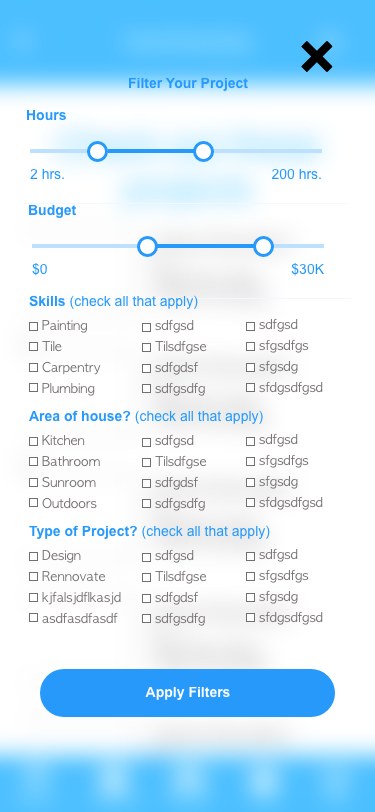 Filter Your Project
Hours
2 hrs. 200 hrs.
Budget
$0 $30K
Skills (check all that apply)
Painting sdfgsd sdfgsd
Tile Tilsdfgse sfgsdfgs
Carpentry sdfgdsf sfgsdg
Plumbing sdfgsdfg sfdgsdfgsd
Area of house? (check all that apply)
Kitchen sdfgsd sdfgsd
Bathroom Tilsdfgse sfgsdfgs
Sunroom sdfgdsf sfgsdg
Outdoors sdfgsdfg sfdgsdfgsd
Type of Project? (check all that apply)
Design sdfgsd sdfgsd
Rennovate Tilsdfgse sfgsdfgs
kjfalsjdflkasjd sdfgdsf sfgsdg
asdfasdfasdf sdfgsdfg sfdgsdfgsd
Apply Filters